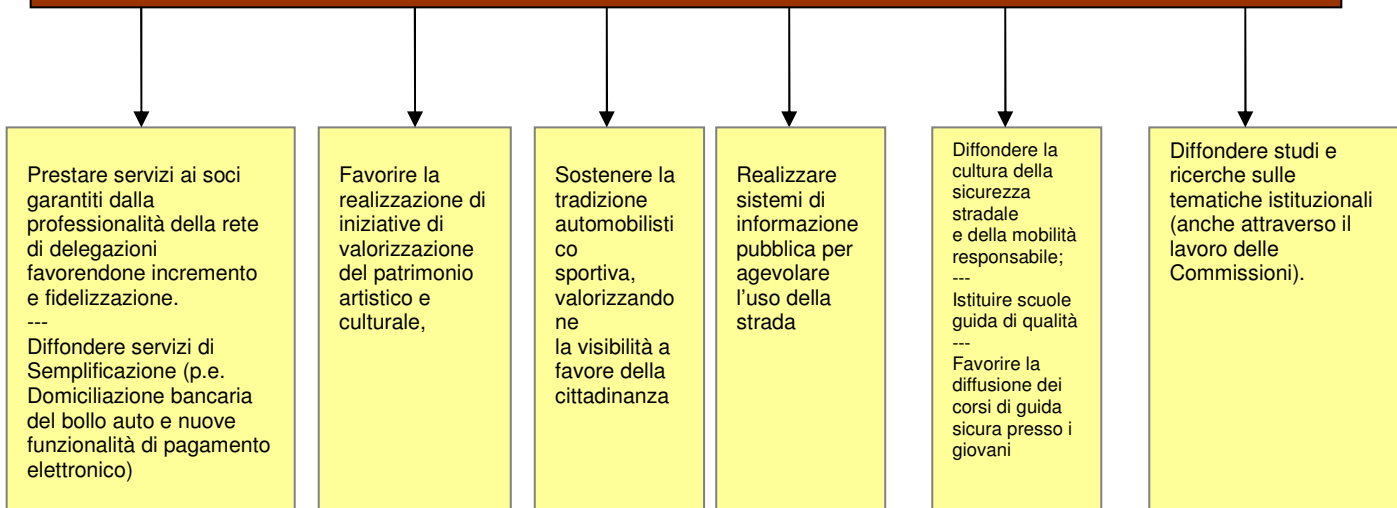 Prestare servizi ai soci
garantiti dalla
professionalità della rete
di delegazioni
favorendone incremento
e fidelizzazione.
---
Diffondere servizi di
Semplificazione (p.e.
Domiciliazione bancaria
del bollo auto e nuove
funzionalità di pagamento
elettronico)
Favorire la
realizzazione di
iniziative di
valorizzazione
del patrimonio
artistico e
culturale,
Sostenere la
tradizione
automobilisti
co
sportiva,
valorizzando
ne
la visibilità a
favore della
cittadinanza
Realizzare
sistemi di
informazione
pubblica per
agevolare
l’uso della
strada
Diffondere la
cultura della
sicurezza
stradale
e della mobilità
responsabile;
---
Istituire scuole
guida di qualità
---
Favorire la
diffusione dei
corsi di guida
sicura presso i
giovani
Diffondere studi e
ricerche sulle
tematiche istituzionali
(anche attraverso il
lavoro delle
Commissioni).